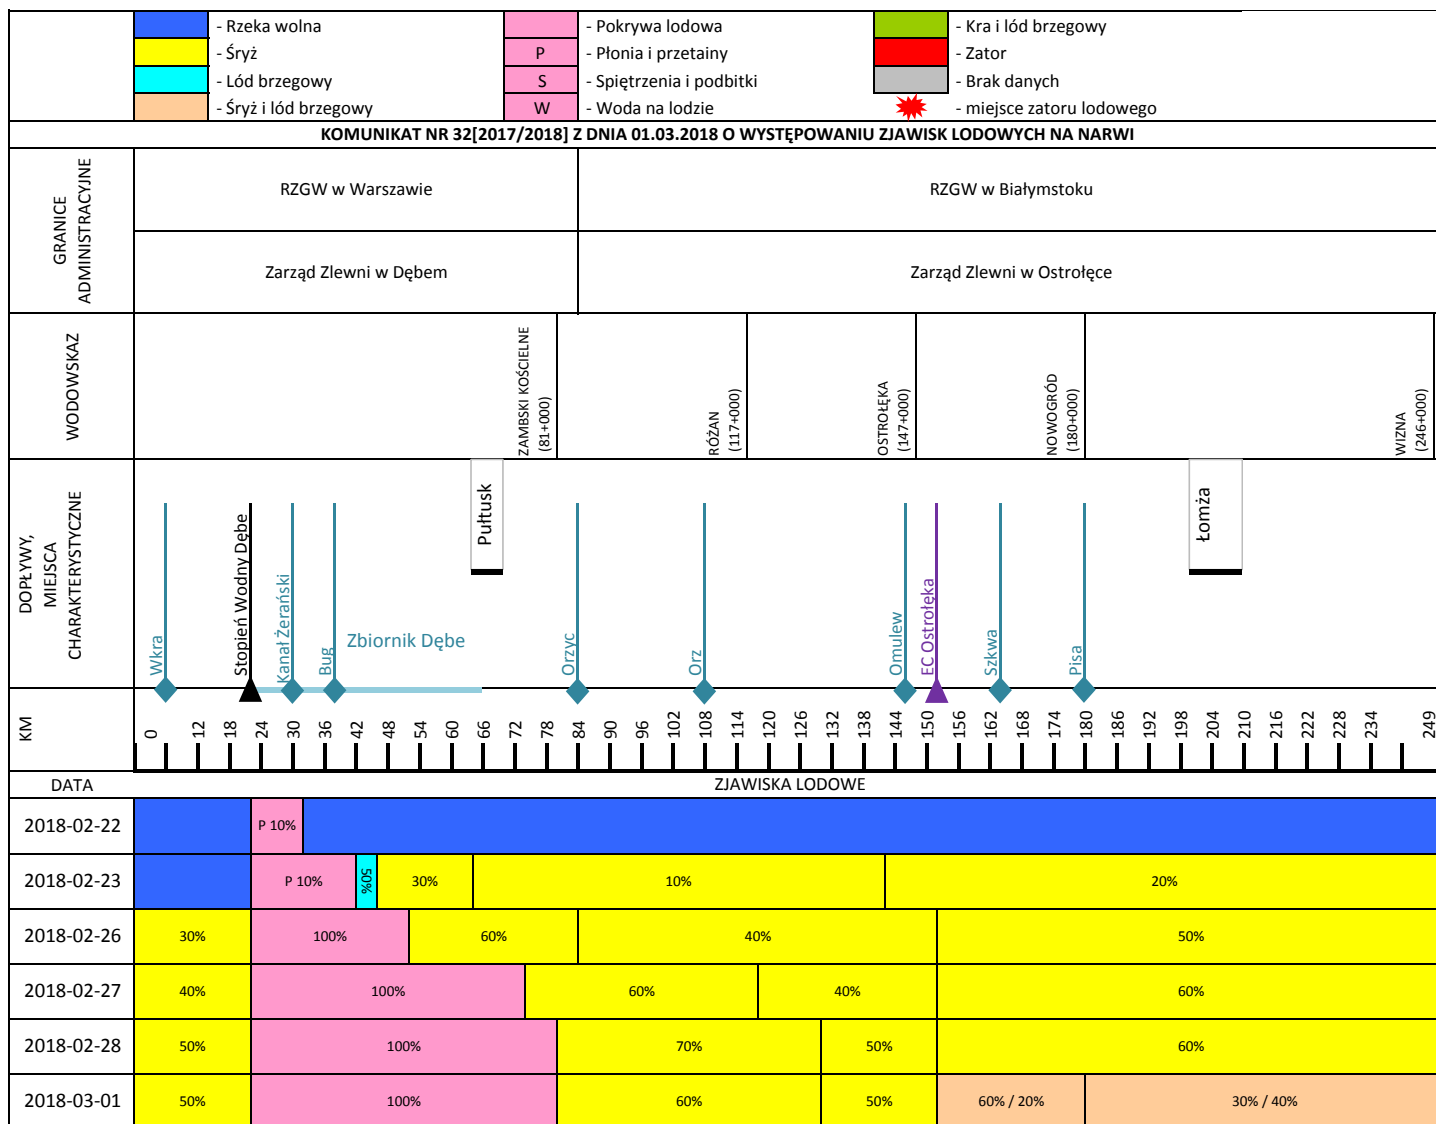 - Rzeka wolna
- Pokrywa lodowa
- Kra i lód brzegowy
- Śryż
P
- Płonia i przetainy
- Zator
- Lód brzegowy
S
- Spiętrzenia i podbitki
- Brak danych
- Śryż i lód brzegowy
W
- Woda na lodzie
- miejsce zatoru lodowego
KOMUNIKAT NR 32[2017/2018] Z DNIA 01.03.2018 O WYSTĘPOWANIU ZJAWISK LODOWYCH NA NARWI
GRANICE
ADMINISTRACYJNE
RZGW w Warszawie
RZGW w Białymstoku
Zarząd Zlewni w Dębem
Zarząd Zlewni w Ostrołęce
WODOWSKAZ
ZAMBSKI KOŚCIELNE
(81+000)
RÓŻAN
(117+000)
OSTROŁĘKA
(147+000)
NOWOGRÓD
(180+000)
WIZNA
(246+000)
DOPŁYWY,
MIEJSCA
CHARAKTERYSTYCZNE
Wkra
Stopień Wodny Dębe
Kanał Żerański
Bug
Zbiornik Dębe
Pułtusk
Orzyc
Orz
Omulew
EC Ostrołęka
Szkwa
Pisa
Łomża
KM
0 12 18 24 30 36 42 48 54 60 66 72 78 84 90 96 102 108 114 120 126 132 138 144 150 156 162 168 174 180 186 192 198 204 210 216 222 228 234 249
DATA
ZJAWISKA LODOWE
2018-02-22 P 10%
2018-02-23 P 10% 50% 30% 10% 20%
2018-02-26 30% 100% 60% 40% 50%
2018-02-27 40% 100% 60% 40% 60%
2018-02-28 50% 100% 70% 50% 60%
2018-03-01 50% 100% 60% 50% 60% / 20% 30% / 40%